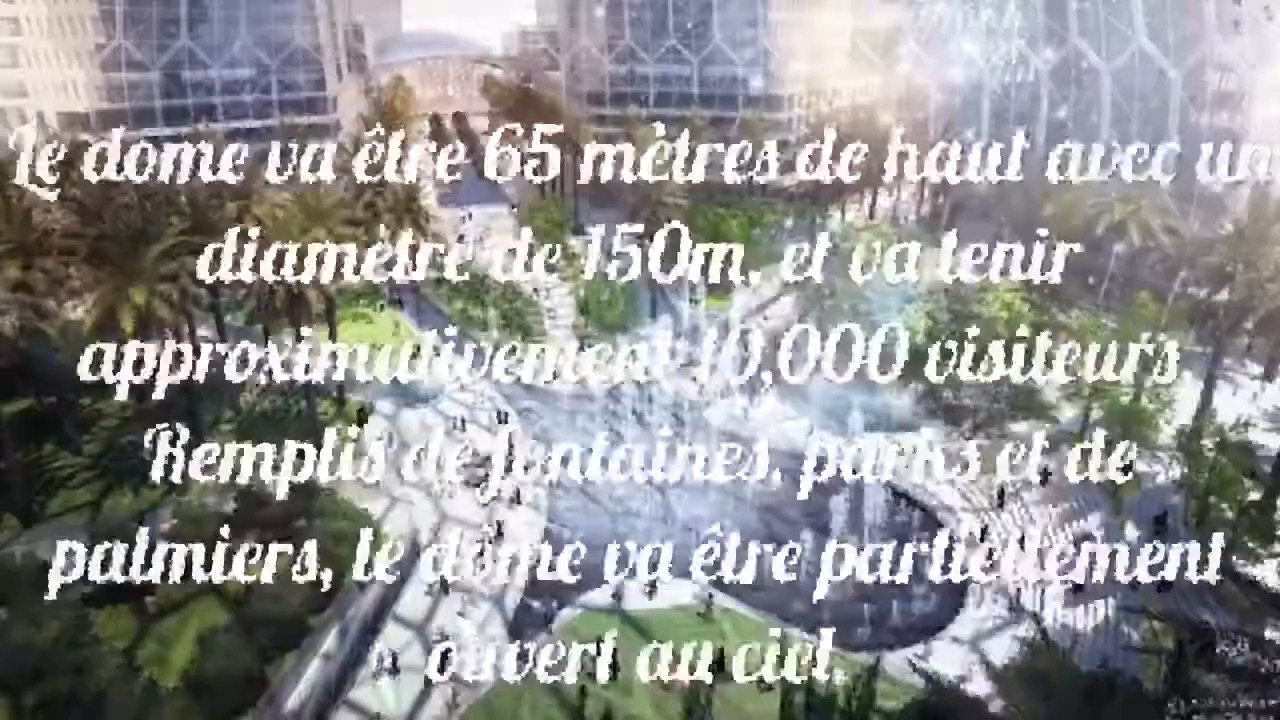 Le dome va être 65 mètres de haut avec un
diamètre de 150m, et va tenir
approximativement 10,000 visiteurs
Remplis de fontaines, parks et de
palmiers, le dôme va être partiellement
ouvert au ciel.